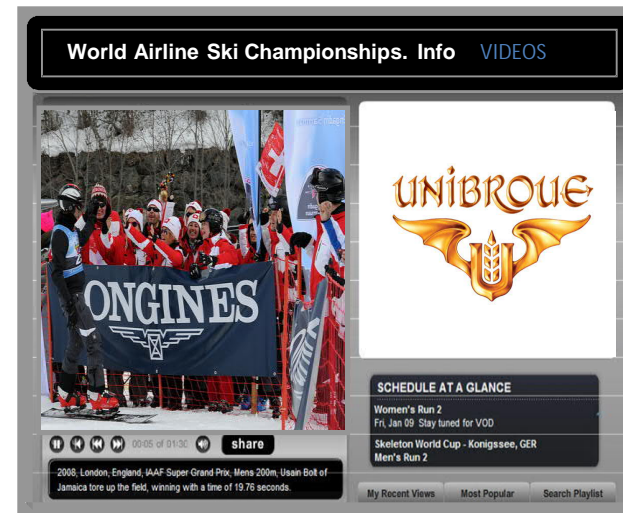 World Airline Ski Championships. Info VIDEOS
ONGINES
UNiBROUE
U
SCHEDULE AT A GLANCE
Women's Run 2
Fri, Jan 09 Stay tuned for VOD
Skeleton World Cup - Konigssee, GER
Men's Run 2
00:05 of 01:30
share
2008, London, England, IAAF Super Grand Prix, Mens 200m, Usain Bolt of
Jamaica tore up the field, winning with a time of 19.76 seconds.
My Recent Views Most Popular Search Playlist